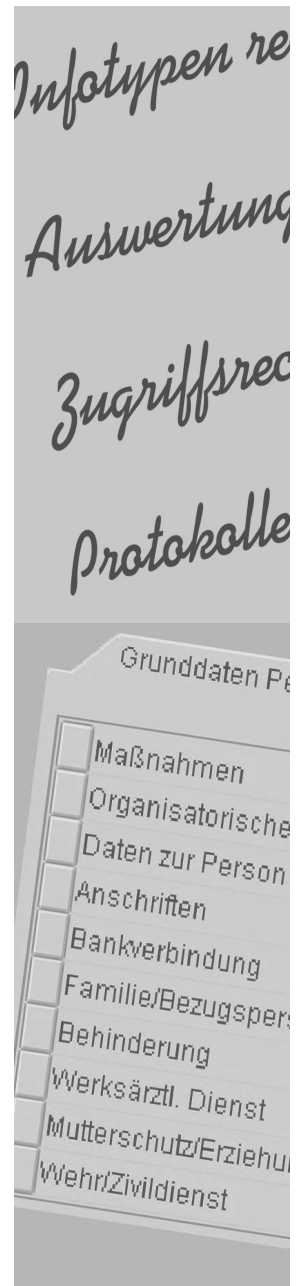 Infotypen re
Auswertung
Zugriffsrec
Protokolle
Grunddaten Pe
Maßnahmen
Organisatorische
Daten zur Person
Anschriften
Bankverbindung
Familie/Bezugspers
Behinderung
Werksärztl. Dienst
Mutterschutz/Erziehu
Wehr/Zivildienst